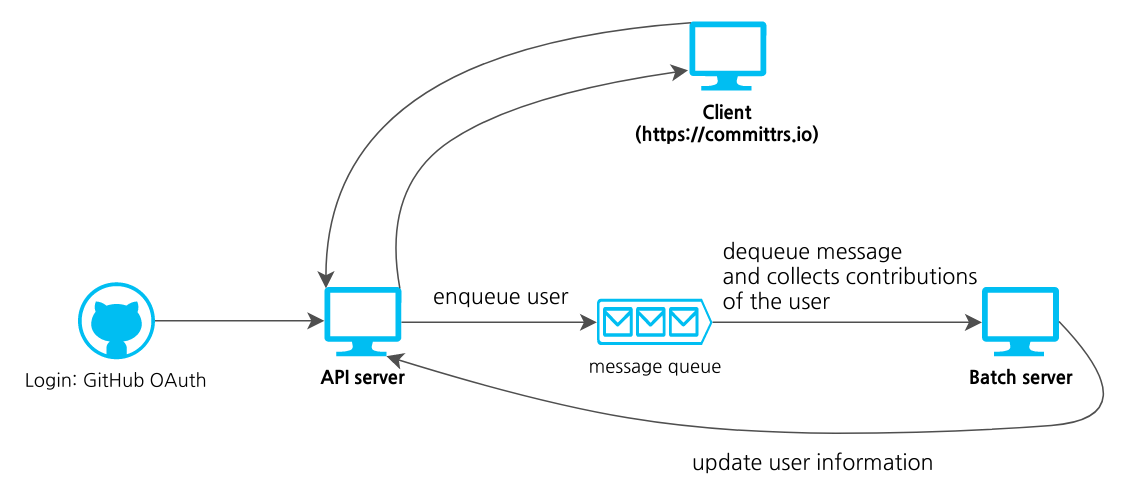 Client
(https://committrs.io)
dequeue message
and collects contributions
of the user
enqueue user
message queue
Login: GitHub OAuth
API server
Batch server
update user information